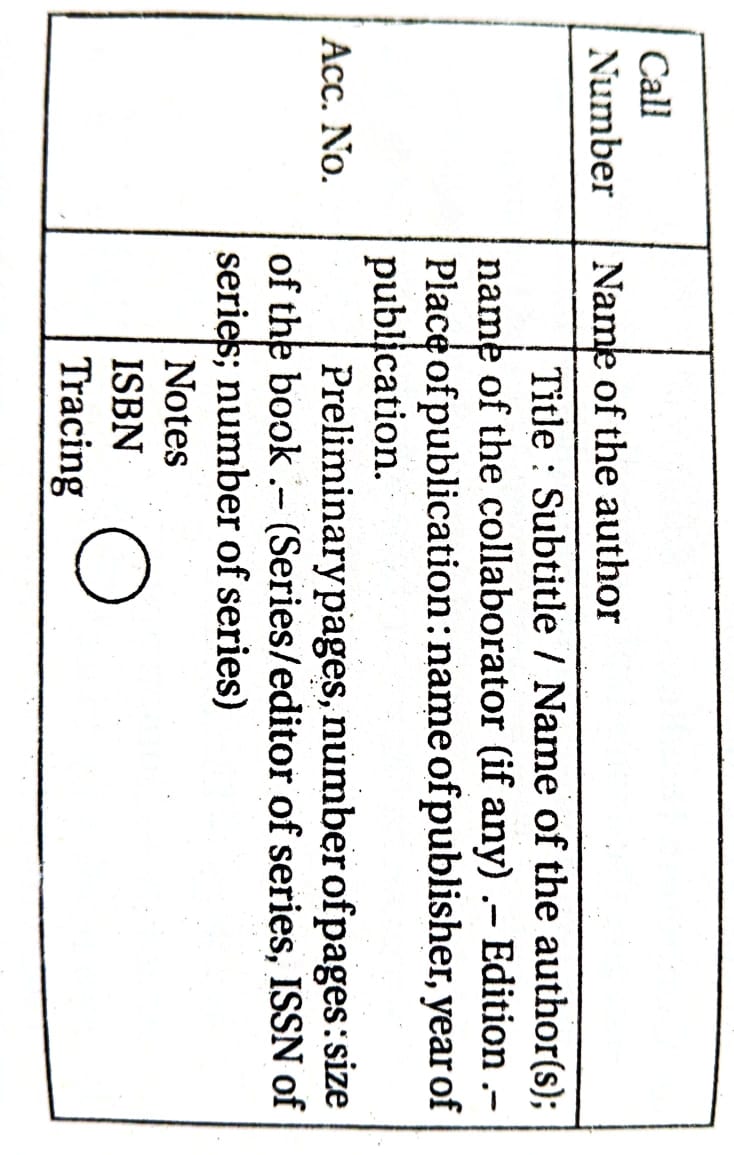 Call
Number
Name of the author
Title : Subtitle / Name of the author(s);
name of the collaborator (if any) .– Edition .–
Place of publication : name of publisher, year of
publication.
Acc. No.
Preliminary pages, number of pages : size
of the book .– (Series/editor of series, ISSN of
series; number of series)
Notes
ISBN
Tracing